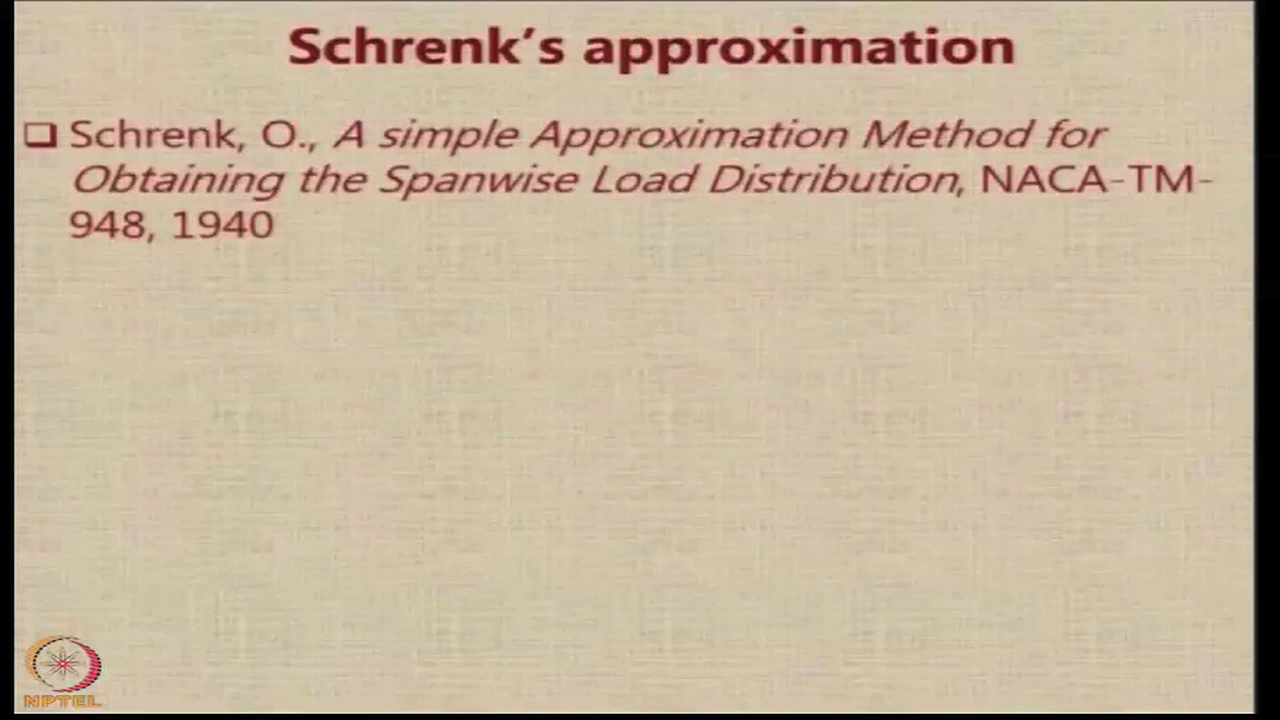 Schrenk’s approximation
❑ Schrenk, O., A simple Approximation Method for
Obtaining the Spanwise Load Distribution, NACA-TM-
948, 1940
NPTEL